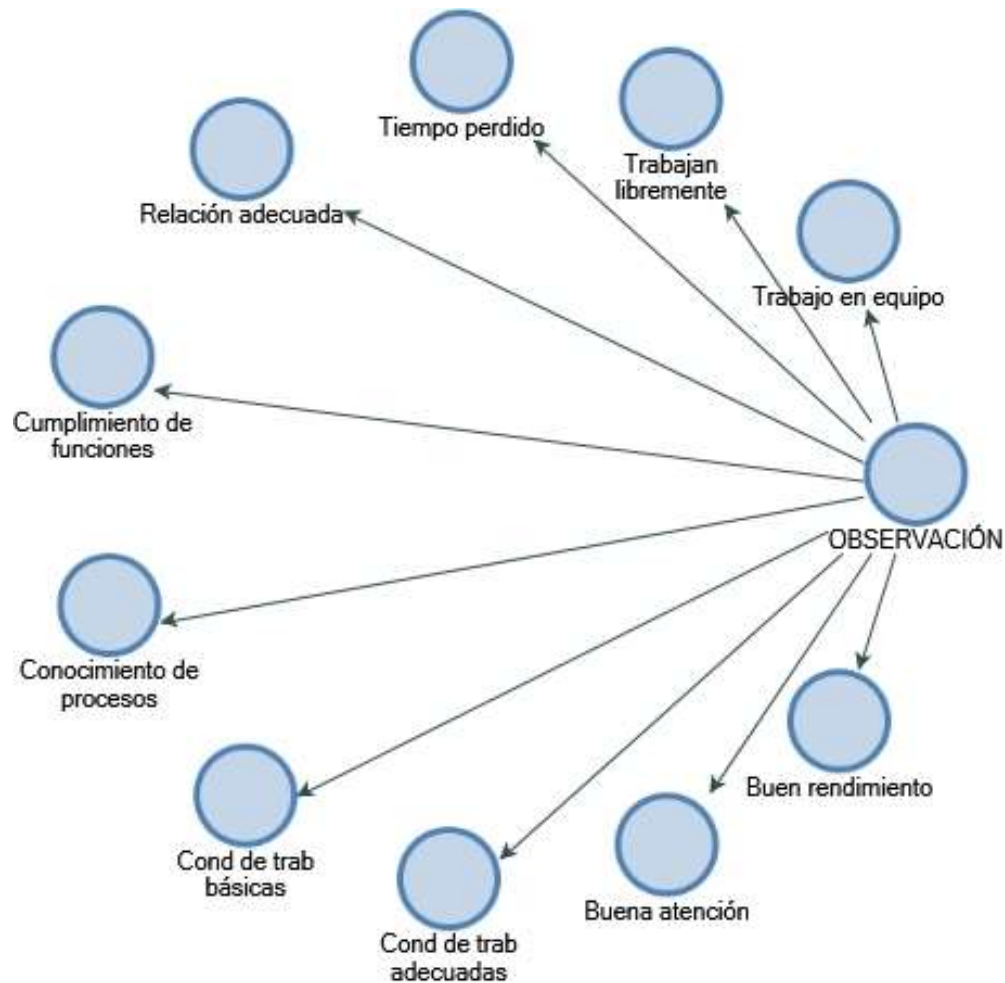 Tiempo perdido
Trabajan
libremente
Relación adecuada
Trabajo en equipo
Cumplimiento de
funciones
OBSERVACIÓN
Conocimiento de
procesos
Buen rendimiento
Cond de trab
básicas
Buena atención
Cond de trab
adecuadas